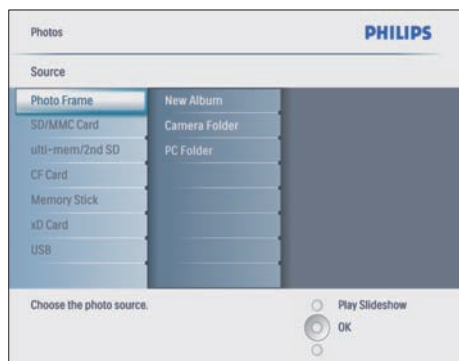 Photos PHILIPS
Source
Photo Frame New Album
SD/MMC Card Camera Folder
ulti-mem/2nd SD PC Folder
CF Card
Memory Stick
xD Card
USB
Choose the photo source. Play Slideshow
OK